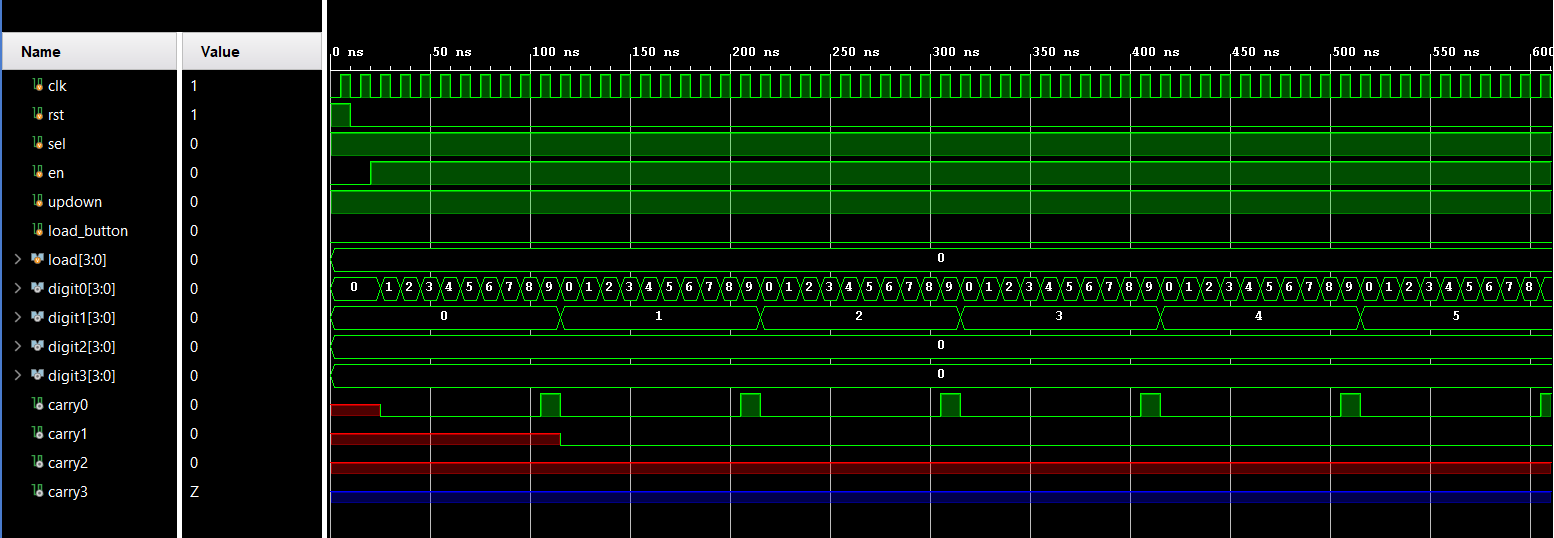 Name Value 0 ns 50 ns 100 ns 150 ns 200 ns 250 ns 300 ns 350 ns 400 ns 450 ns 500 ns 550 ns 600
clk 1
rst 1
sel 0
en 0
updown 0
load_button 0
load[3:0] 0 0
digit0[3:0] 0 0 1 2 3 4 5 6 7 8 9 0 1 2 3 4 5 6 7 8 9 0 1 2 3 4 5 6 7 8 9 0 1 2 3 4 5 6 7 8 9 0 1 2 3 4 5 6 7 8 9 0 1 2 3 4 5 6 7 8
digit1[3:0] 0 0 1 2 3 4 5
digit2[3:0] 0 0
digit3[3:0] 0 0
carry0 0
carry1 0
carry2 0
carry3 Z